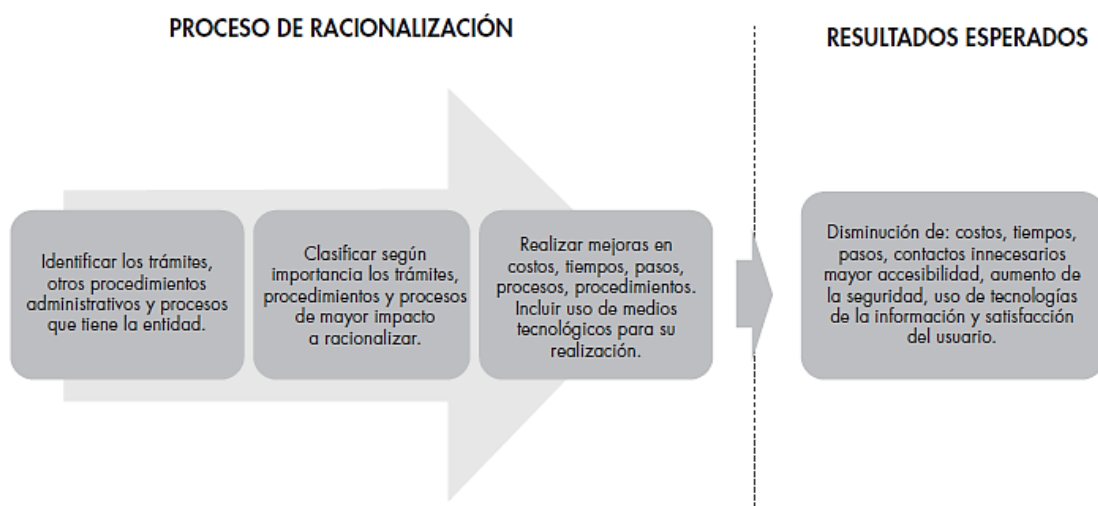 PROCESO DE RACIONALIZACIÓN
RESULTADOS ESPERADOS
Identificar los trámites,
otros procedimientos
administrativos y procesos
que tiene la entidad.
Clasificar según
importancia los trámites,
procedimientos y procesos
de mayor impacto
a racionalizar.
Realizar mejoras en
costos, tiempos, pasos,
procesos, procedimientos.
Incluir uso de medios
tecnológicos para su
realización.
Disminución de: costos, tiempos,
pasos, contactos innecesarios
mayor accesibilidad, aumento de
la seguridad, uso de tecnologías
de la información y satisfacción
del usuario.